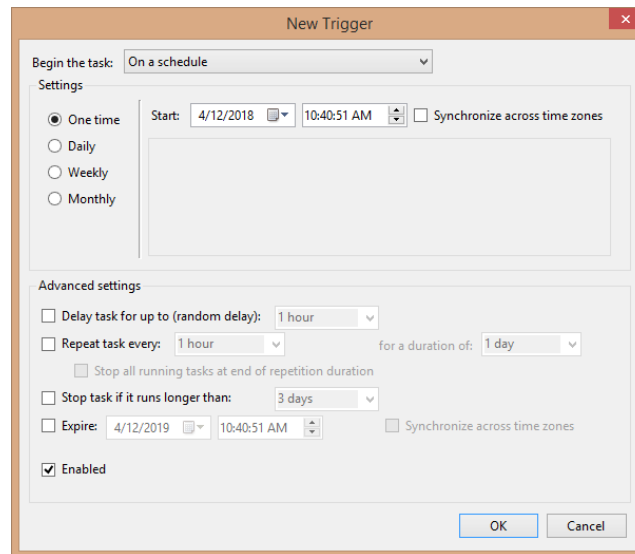 New Trigger
Begin the task: On a schedule
Settings
One time
Start: 4/12/2018 10:40:51 AM Synchronize across time zones
Daily
Weekly
Monthly
Advanced settings
Delay task for up to (random delay): 1 hour
Repeat task every: 1 hour for a duration of: 1 day
Stop all running tasks at end of repetition duration
Stop task if it runs longer than: 3 days
Expire: 4/12/2019 10:40:51 AM Synchronize across time zones
Enabled
OK Cancel